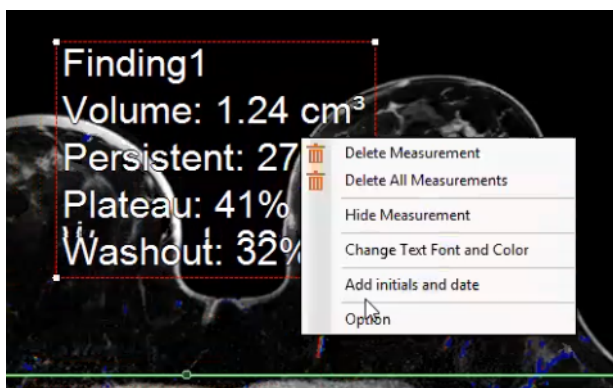 Finding1
Volume: 1.24 cm³
Persistent: 27
Plateau: 41%
Washout: 32%
Delete Measurement
Delete All Measurements
Hide Measurement
Change Text Font and Color
Add initials and date
Option